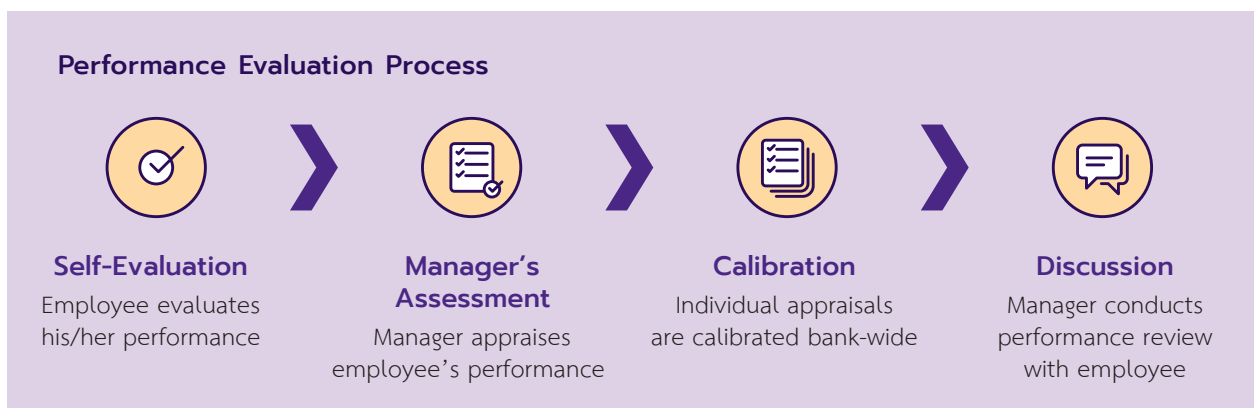 Performance Evaluation Process
Self-Evaluation
Employee evaluates
his/her performance
Manager's
Assessment
Manager appraises
employee's performance
Calibration
Individual appraisals
are calibrated bank-wide
Discussion
Manager conducts
performance review
with employee